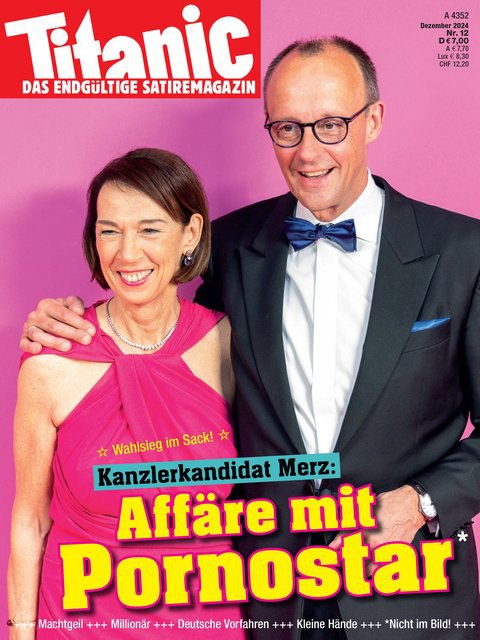 Titanic
DAS ENDGÜLTIGE SATIREMAGAZIN
A 4352
Dezember 2024
Nr. 12
D € 7,00
A € 7,70
Lux € 8,30
CHF 12,20
☆ Wahlsieg im Sack! ☆
Kanzlerkandidat Merz:
Affäre mit
Pornostar*
+++ Machtgeil +++ Millionär +++ Deutsche Vorfahren +++ Kleine Hände +++ *Nicht im Bild! +++